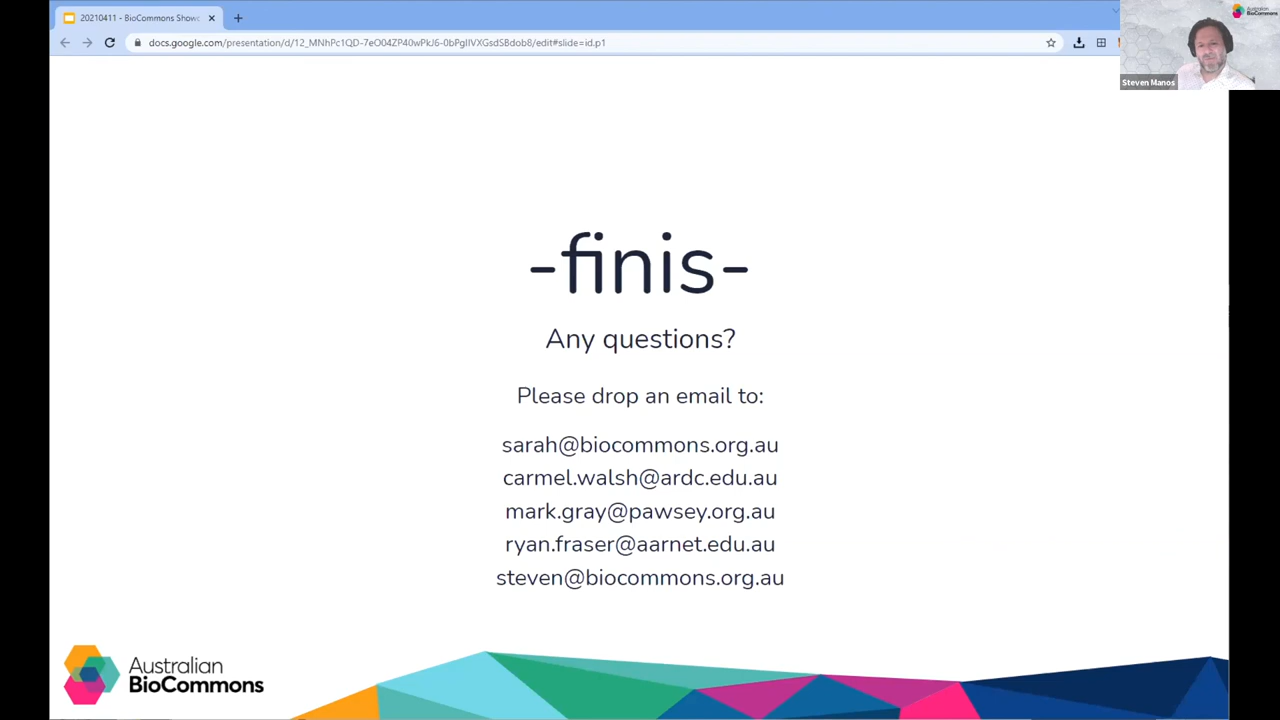 20210411 - BioCommons Showc
docs.google.com/presentation/d/12_MNhPc1QD-7eO04ZP40wPkJ6-0bPgIIVXGsdSBdob8/edit#slide=id.p1
BioCommons
Steven Manos
-finis-
Any questions?
Please drop an email to:
sarah@biocommons.org.au
carmel.walsh@ardc.edu.au
mark.gray@pawsey.org.au
ryan.fraser@aarnet.edu.au
steven@biocommons.org.au
Australian
BioCommons